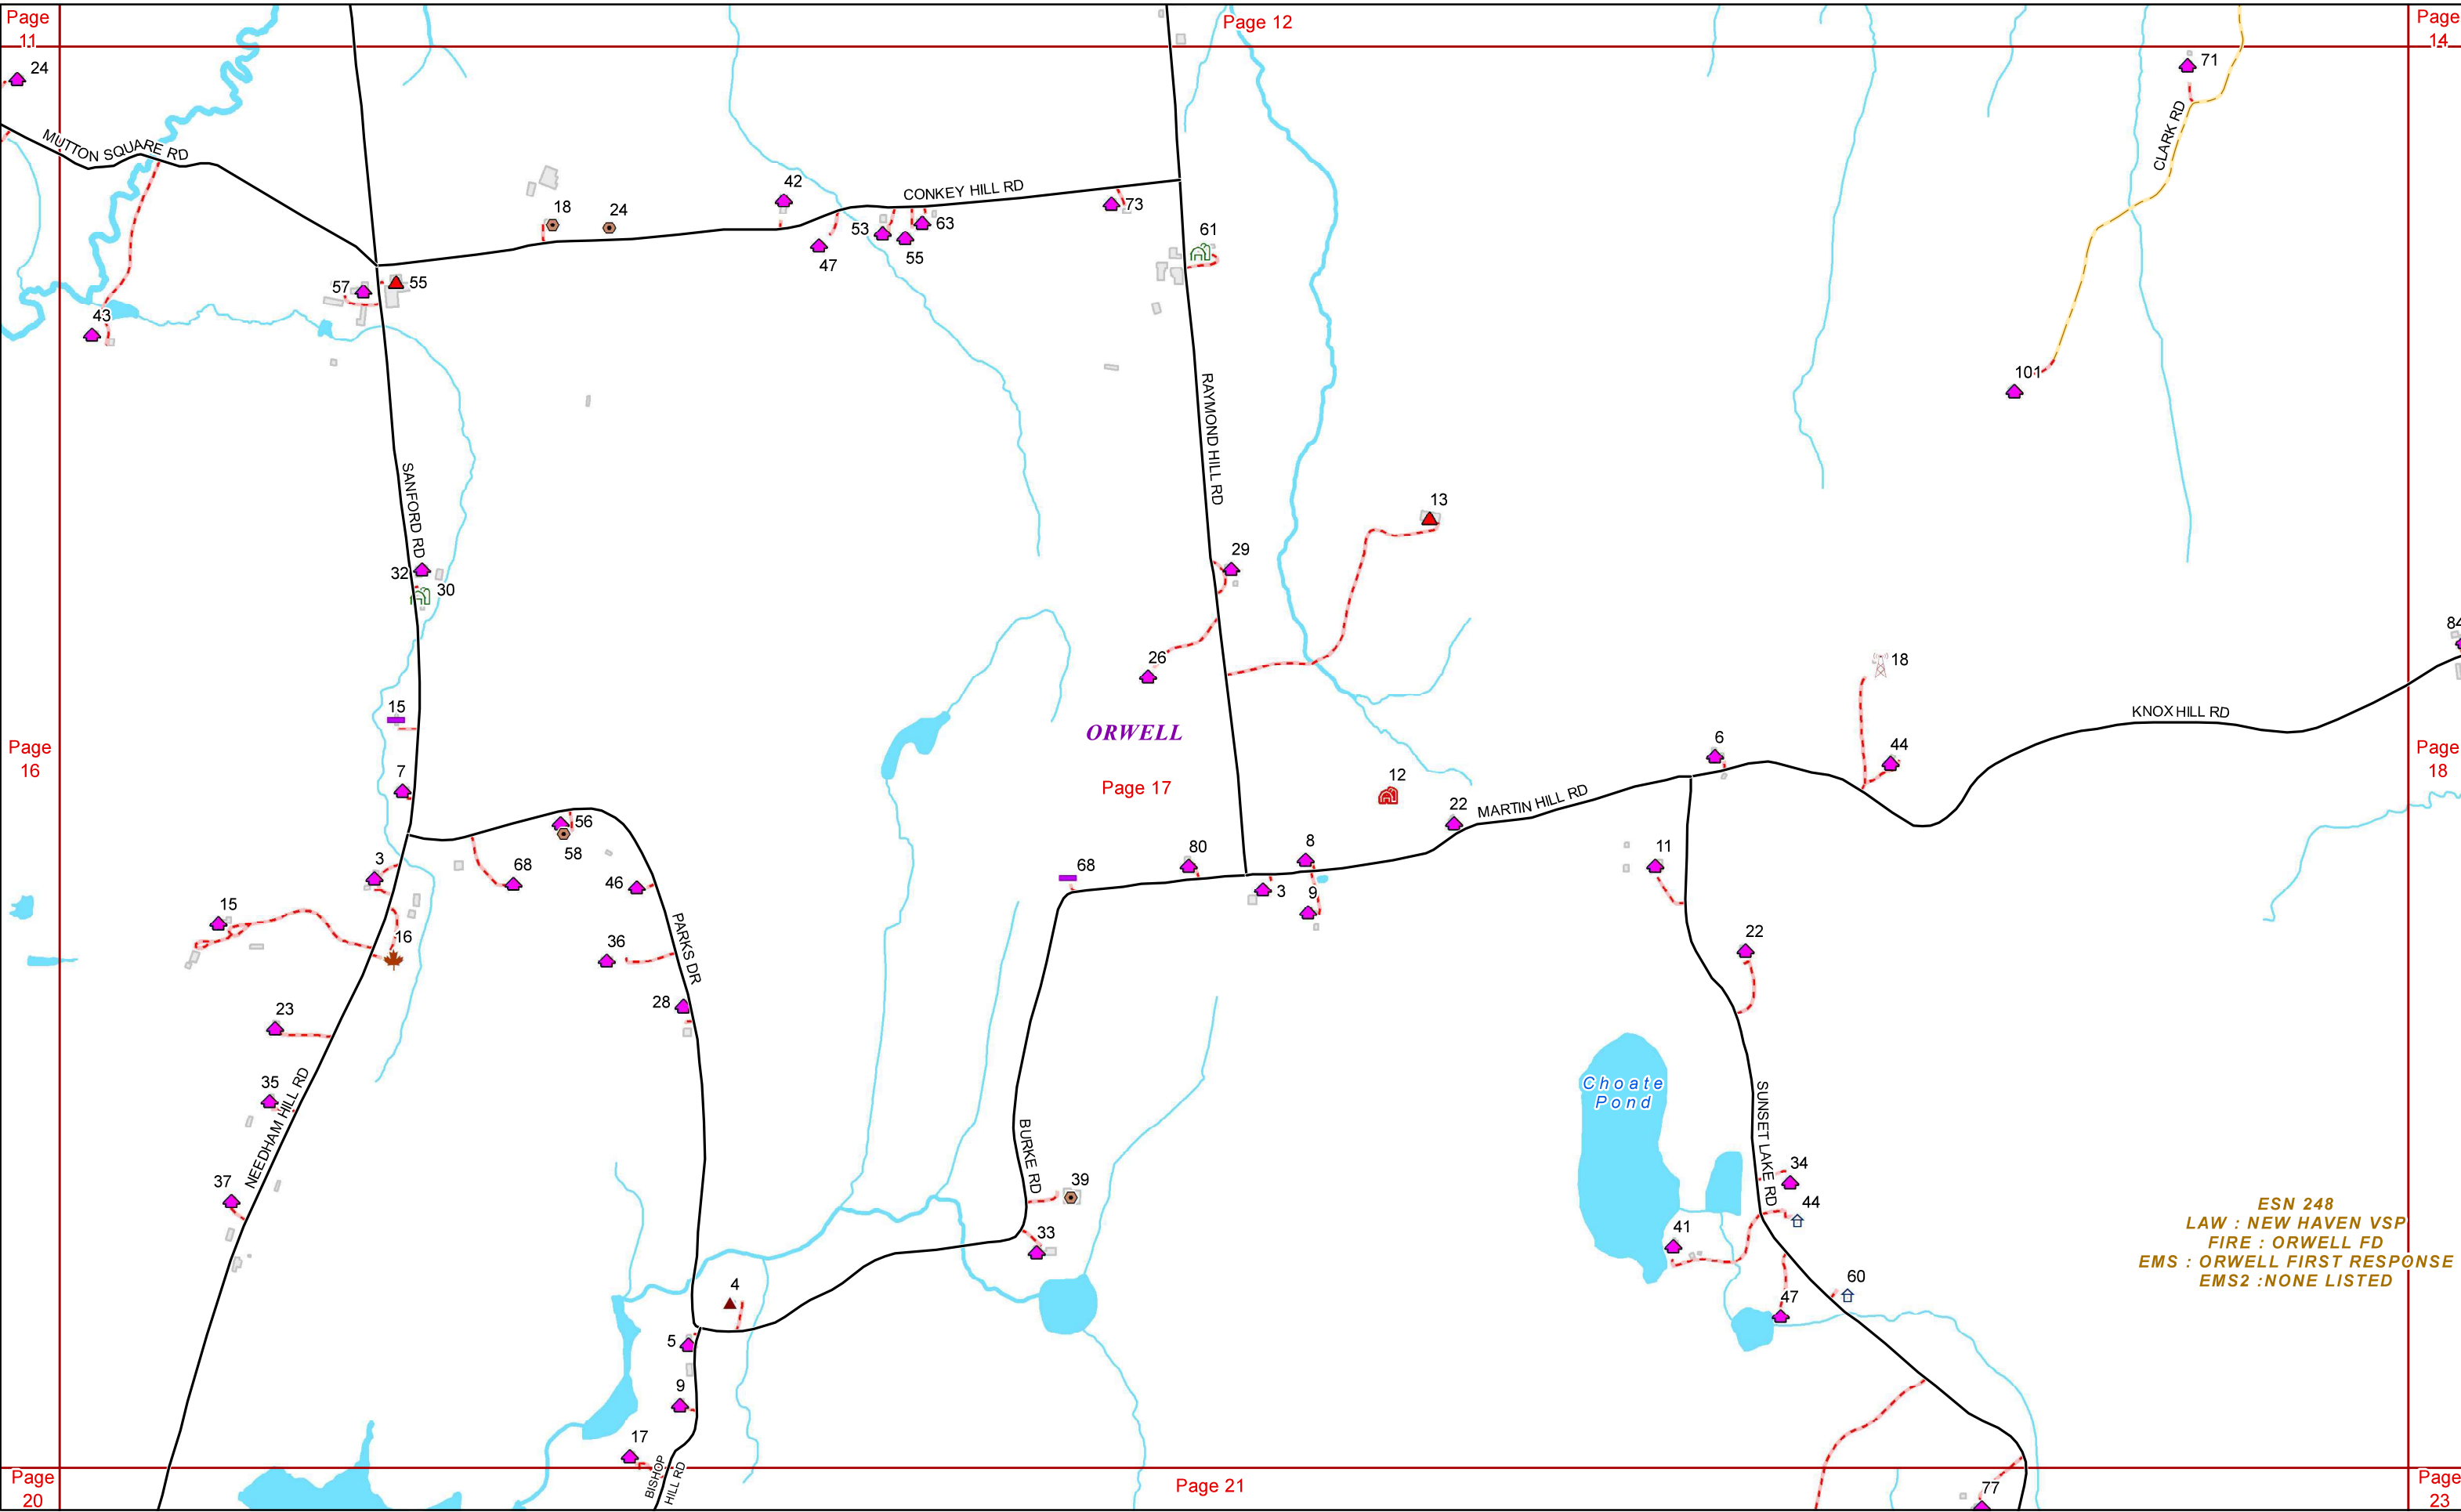 Page
11
Page 12
Page
14
24
71
MUTTON SQUARE RD
CLARK RD
42
CONKEY HILL RD
18
24
73
53
63
47
55
61
57
55
43
101
RAYMOND HILL RD
SANFORD RD
13
29
32
30
84
26
18
15
ORWELL
KNOX HILL RD
6
44
Page
16
7
Page 17
12
22
MARTIN HILL RD
Page
18
56
58
3
68
46
68
80
8
3
9
11
15
16
PARKS DR
36
22
28
23
35
NEEDHAM HILL RD
Choate
Pond
SUNSET LAKE RD
37
BURKE RD
39
34
44
33
41
ESN 248
LAW : NEW HAVEN VSP
FIRE : ORWELL FD
EMS : ORWELL FIRST RESPONSE
EMS2 :NONE LISTED
4
60
47
5
9
17
BISHOP
HILL RD
Page
20
Page 21
77
Page
23